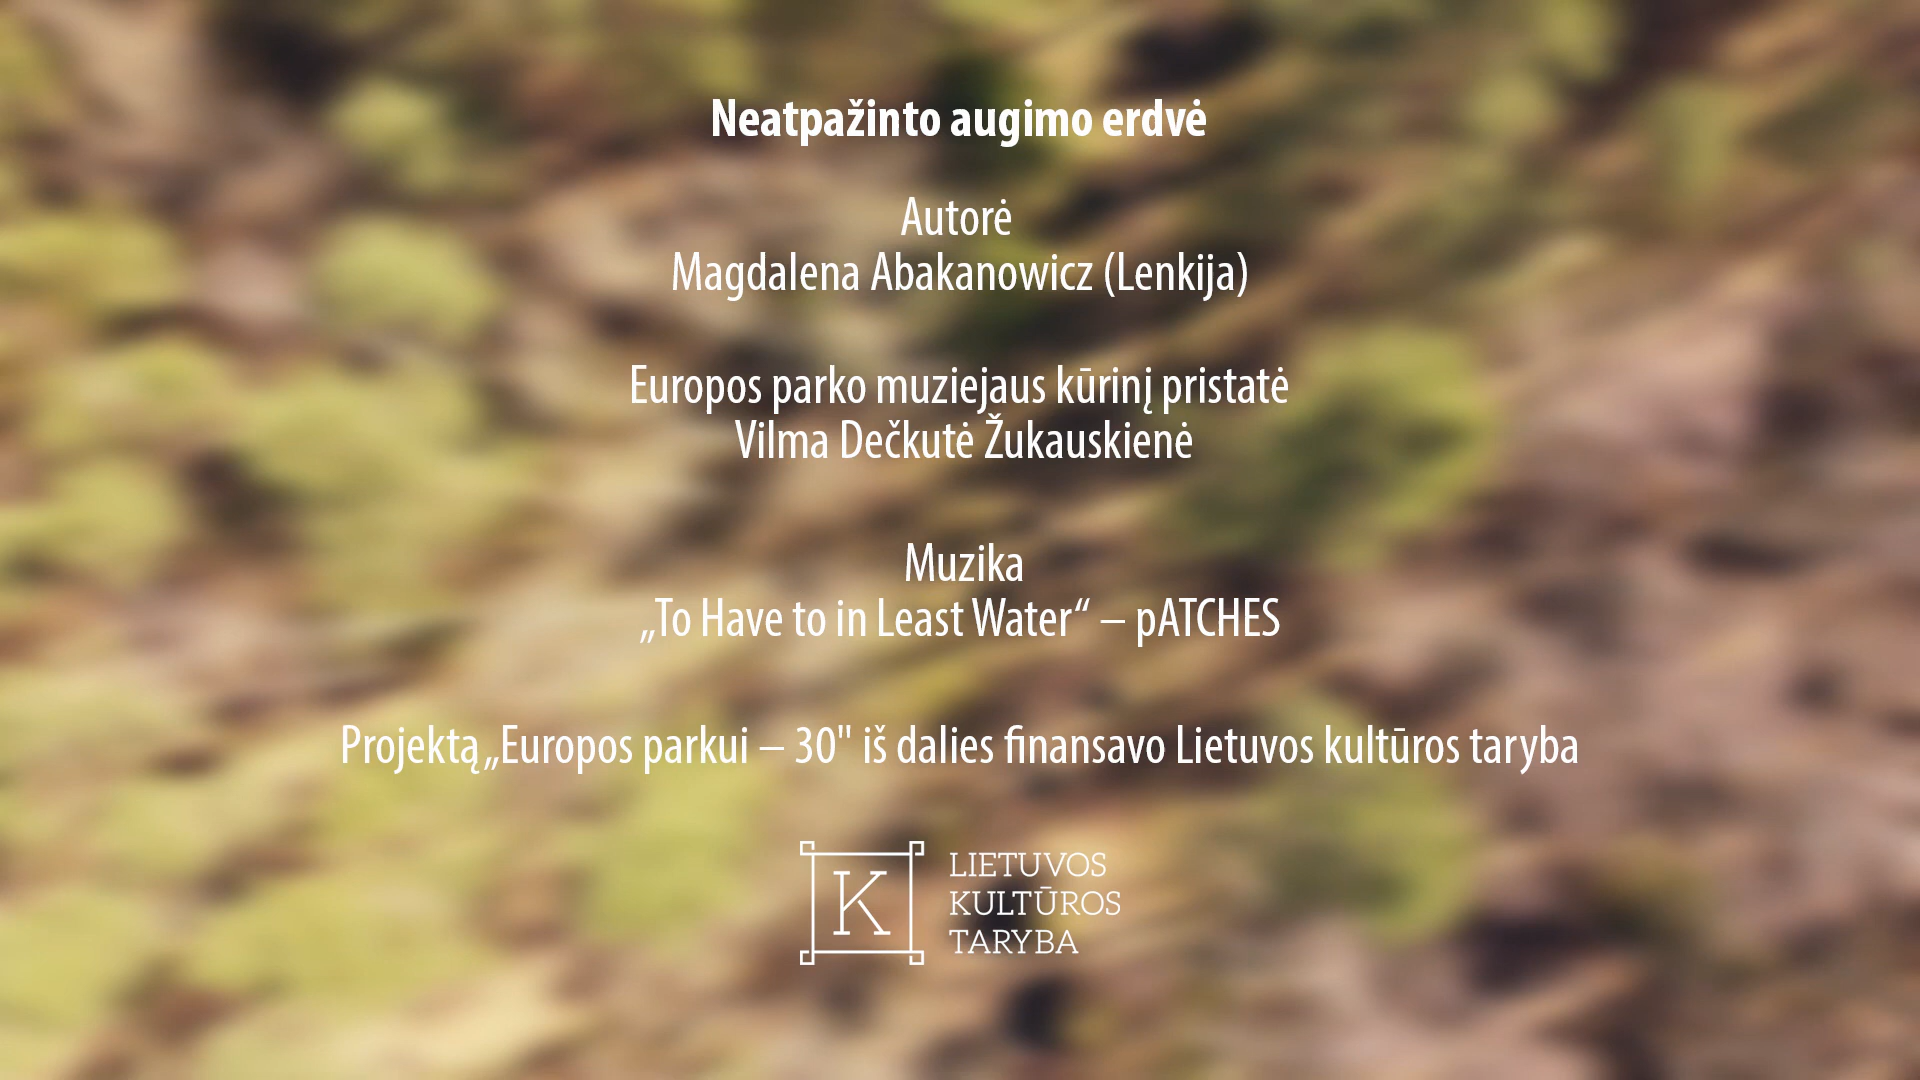 Neatpažinto augimo erdvė
Autorė
Magdalena Abakanowicz (Lenkija)
Europos parko muziejaus kūrinį pristatė
Vilma Dečkutė Žukauskienė
Muzika
„To Have to in Least Water“ – pATCHES
Projektą „Europos parkui – 30" iš dalies finansavo Lietuvos kultūros taryba
K
LIETUVOS
KULTŪROS
TARYBA